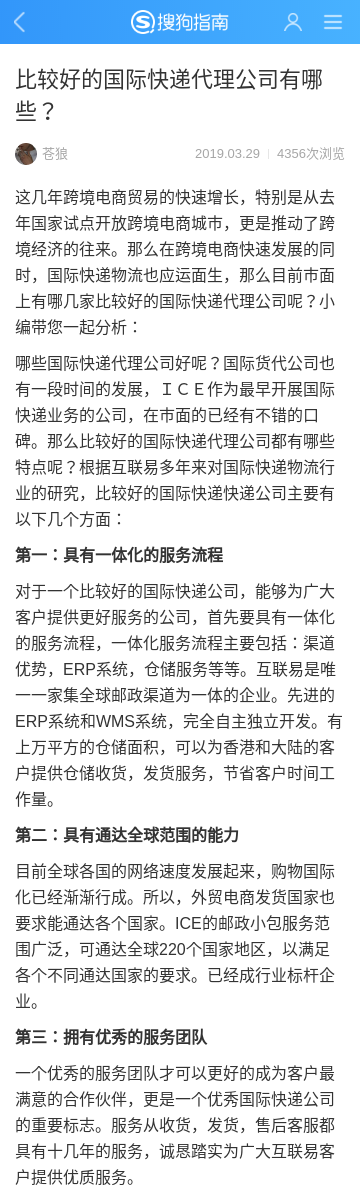 搜狗指南
比较好的国际快递代理公司有哪
些？
苍狼 2019.03.29 4356次浏览
这几年跨境电商贸易的快速增长，特别是从去
年国家试点开放跨境电商城市，更是推动了跨
境经济的往来。那么在跨境电商快速发展的同
时，国际快递物流也应运面生，那么目前市面
上有哪几家比较好的国际快递代理公司呢？小
编带您一起分析：
哪些国际快递代理公司好呢？国际货代公司也
有一段时间的发展，ＩＣＥ作为最早开展国际
快递业务的公司，在市面的已经有不错的口
碑。那么比较好的国际快递代理公司都有哪些
特点呢？根据互联易多年来对国际快递物流行
业的研究，比较好的国际快递快递公司主要有
以下几个方面：
第一：具有一体化的服务流程
对于一个比较好的国际快递公司，能够为广大
客户提供更好服务的公司，首先要具有一体化
的服务流程，一体化服务流程主要包括：渠道
优势，ERP系统，仓储服务等等。互联易是唯
一一家集全球邮政渠道为一体的企业。先进的
ERP系统和WMS系统，完全自主独立开发。有
上万平方的仓储面积，可以为香港和大陆的客
户提供仓储收货，发货服务，节省客户时间工
作量。
第二：具有通达全球范围的能力
目前全球各国的网络速度发展起来，购物国际
化已经渐渐行成。所以，外贸电商发货国家也
要求能通达各个国家。ICE的邮政小包服务范
围广泛，可通达全球220个国家地区，以满足
各个不同通达国家的要求。已经成行业标杆企
业。
第三：拥有优秀的服务团队
一个优秀的服务团队才可以更好的成为客户最
满意的合作伙伴，更是一个优秀国际快递公司
的重要标志。服务从收货，发货，售后客服都
具有十几年的服务，诚恳踏实为广大互联易客
户提供优质服务。